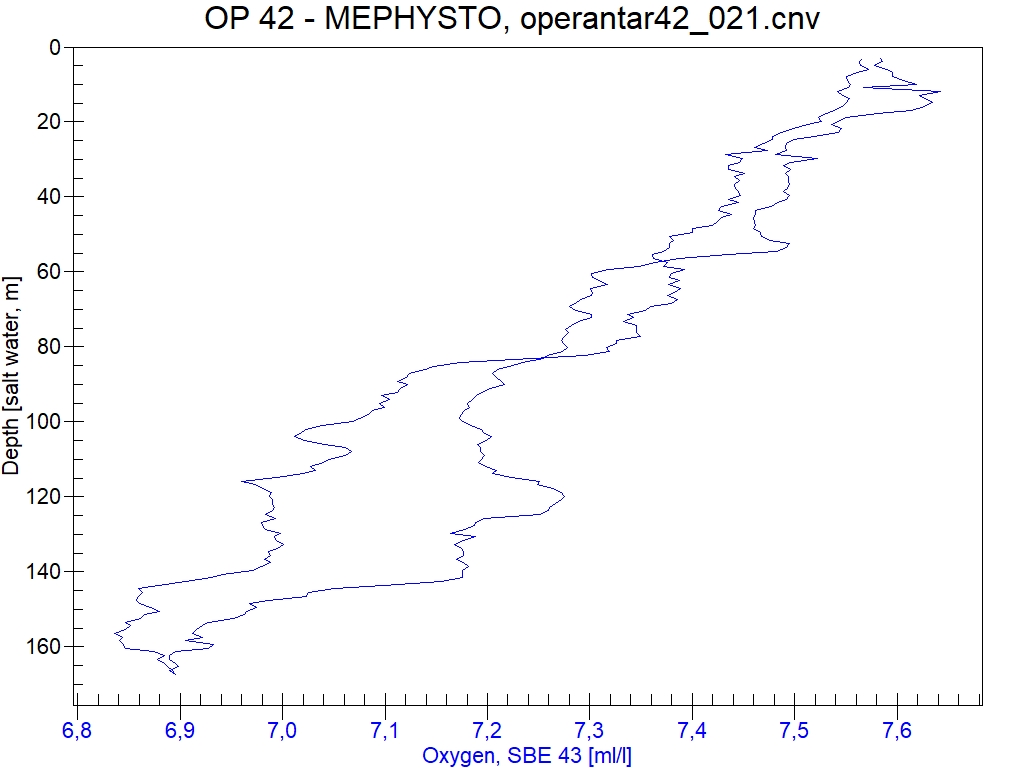 OP 42 - MEPHYSTO, operantar42_021.cnv
0
20
40
60
80
100
120
140
160
Depth [salt water, m]
6,8 6,9 7,0 7,1 7,2 7,3 7,4 7,5 7,6
Oxygen, SBE 43 [ml/l]